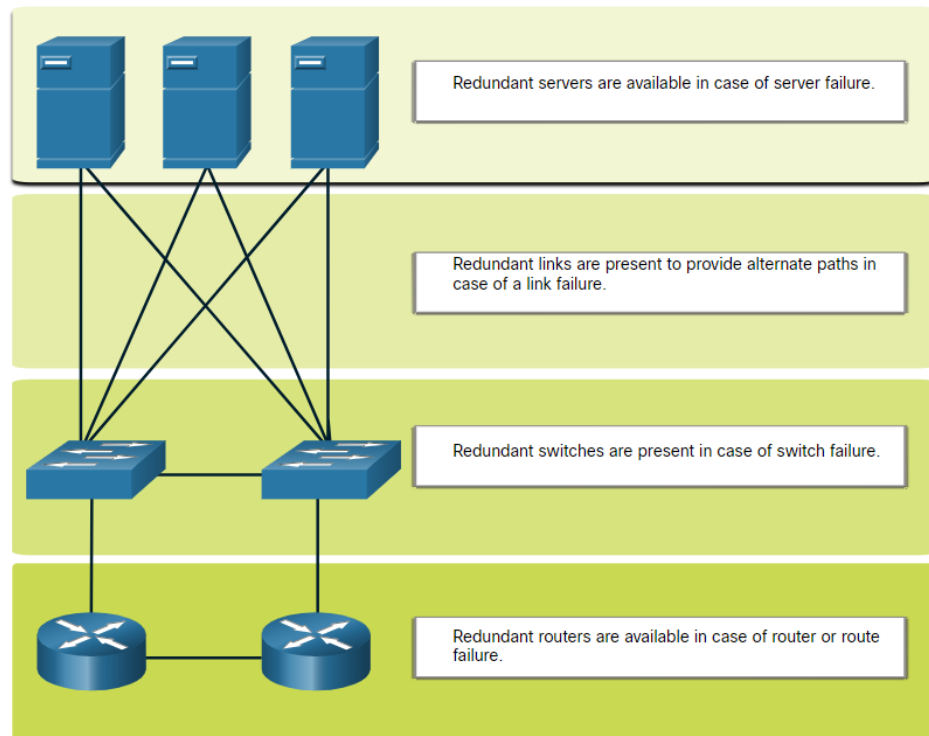 Redundant servers are available in case of server failure.
Redundant links are present to provide alternate paths in
case of a link failure.
Redundant switches are present in case of switch failure.
Redundant routers are available in case of router or route
failure.